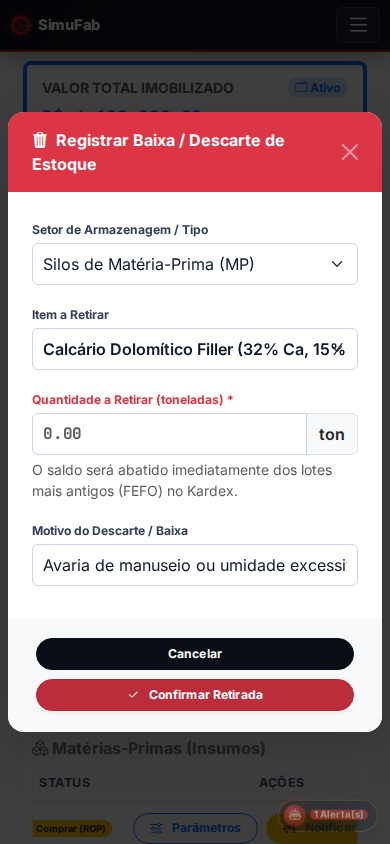 SimuFab
VALOR TOTAL IMOBILIZADO
Ativo
Registrar Baixa / Descarte de
Estoque
Setor de Armazenagem / Tipo
Silos de Matéria-Prima (MP)
Item a Retirar
Calcário Dolomítico Filler (32% Ca, 15%
Quantidade a Retirar (toneladas) *
0.00
ton
O saldo será abatido imediatamente dos lotes
mais antigos (FEFO) no Kardex.
Motivo do Descarte / Baixa
Avaria de manuseio ou umidade excessi
Cancelar
Confirmar Retirada
Matérias-Primas (Insumos)
STATUS AÇÕES
Comprar (ROP)
Parâmetros
Notificar
1 Alerta(s)